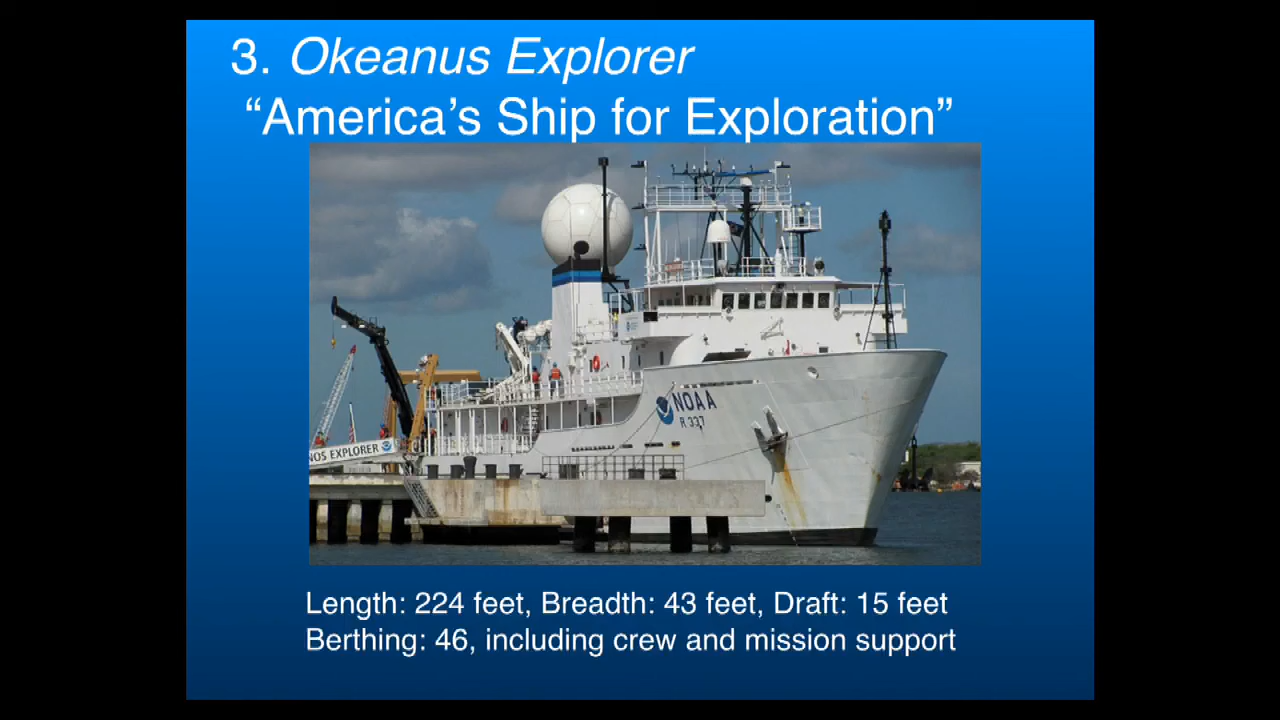 3. Okeanus Explorer
“America’s Ship for Exploration”
NOAA
R 337
NOS EXPLORER
Length: 224 feet, Breadth: 43 feet, Draft: 15 feet
Berthing: 46, including crew and mission support